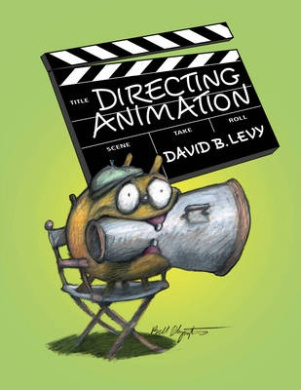 TITLE
DIRECTING
ANIMATION
SCENE
TAKE
ROLL
DAVID B. LEVY